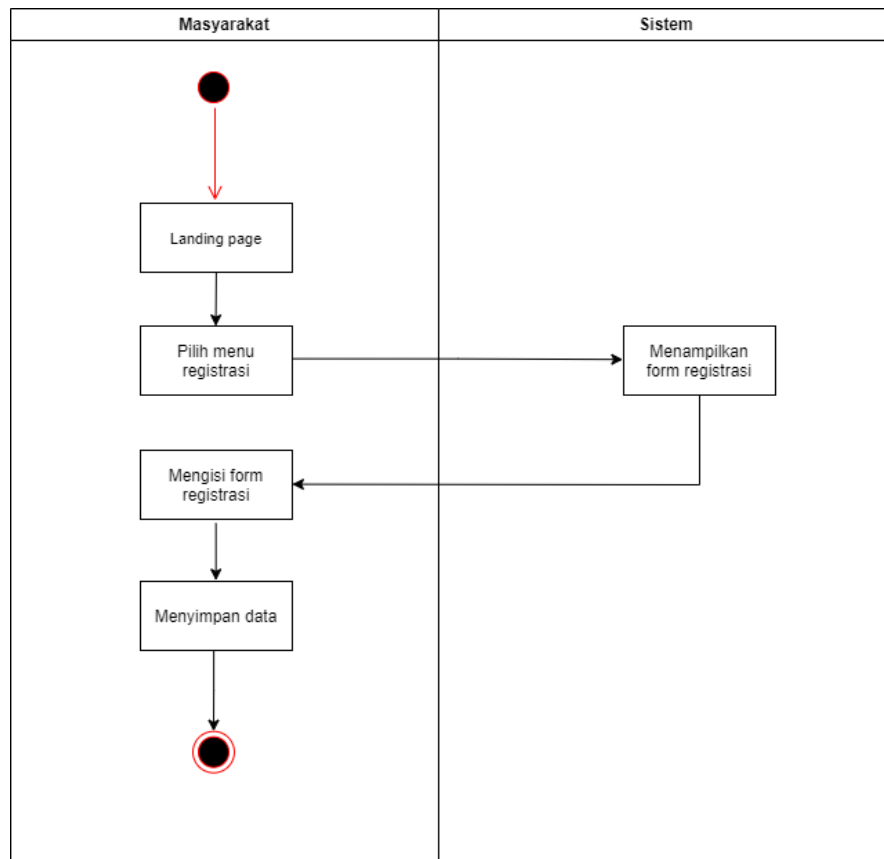 Masyarakat
Sistem
Landing page
Pilih menu
registrasi
Menampilkan
form registrasi
Mengisi form
registrasi
Menyimpan data